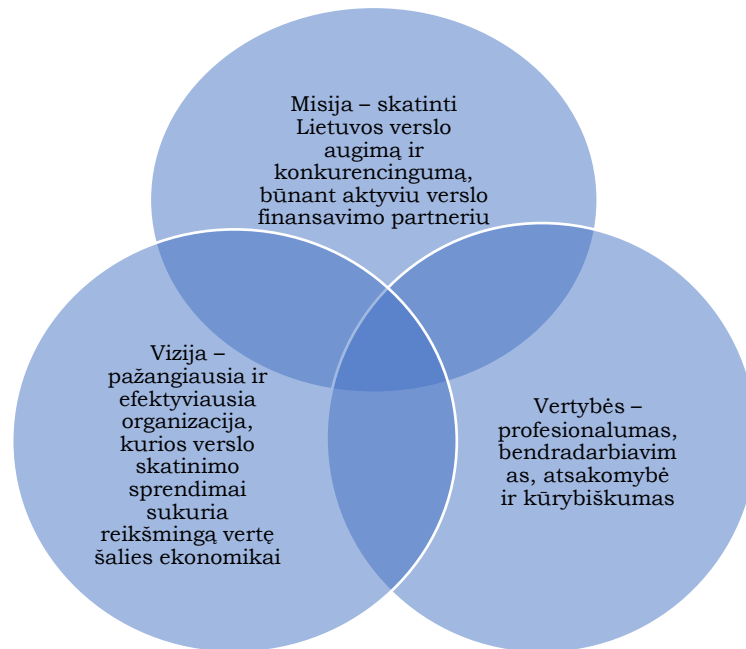 Misija – skatinti
Lietuvos verslo
augimą ir
konkurencingumą,
būnant aktyviu verslo
finansavimo partneriu
Vizija –
pažangiausia ir
efektyviausia
organizacija,
kurios verslo
skatinimo
sprendimai
sukuria
reikšmingą vertę
šalies ekonomikai
Vertybės –
profesionalumas,
bendradarbiavim
as, atsakomybė
ir kūrybiškumas